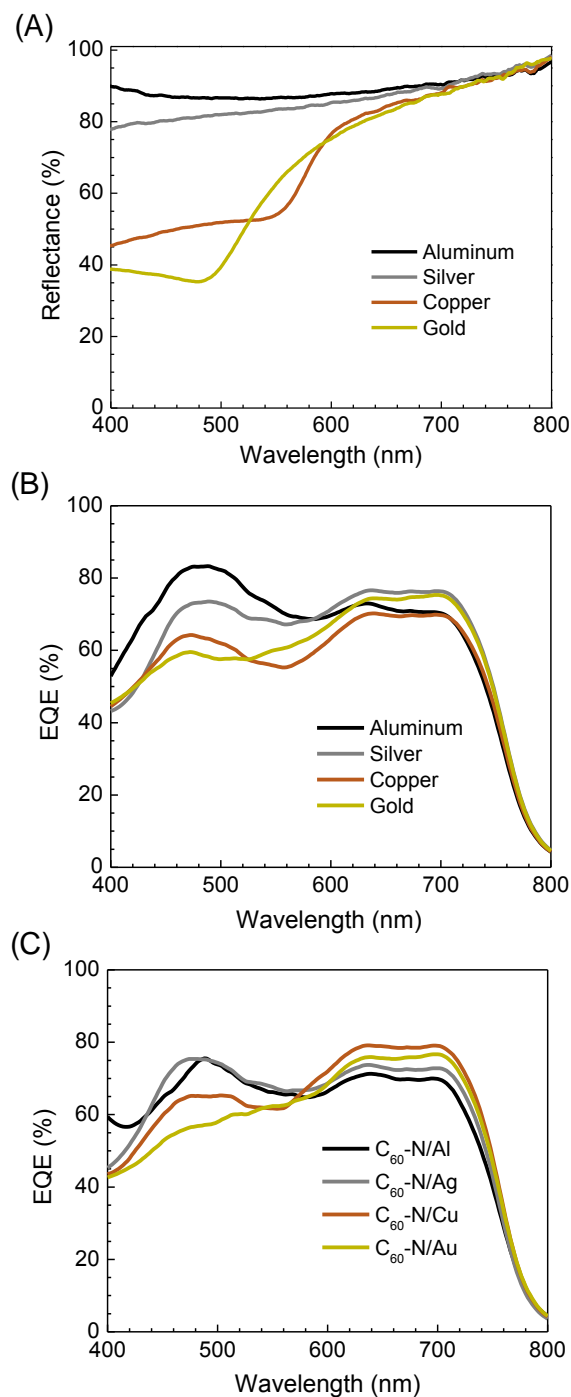 (A)
100
80
60
40
20
0
Reflectance (%)
Aluminum
Silver
Copper
Gold
400 500 600 700 800
Wavelength (nm)
(B)
100
80
60
40
20
0
EQE (%)
Aluminum
Silver
Copper
Gold
400 500 600 700 800
Wavelength (nm)
(C)
100
80
60
40
20
0
EQE (%)
C₆₀-N/Al
C₆₀-N/Ag
C₆₀-N/Cu
C₆₀-N/Au
400 500 600 700 800
Wavelength (nm)